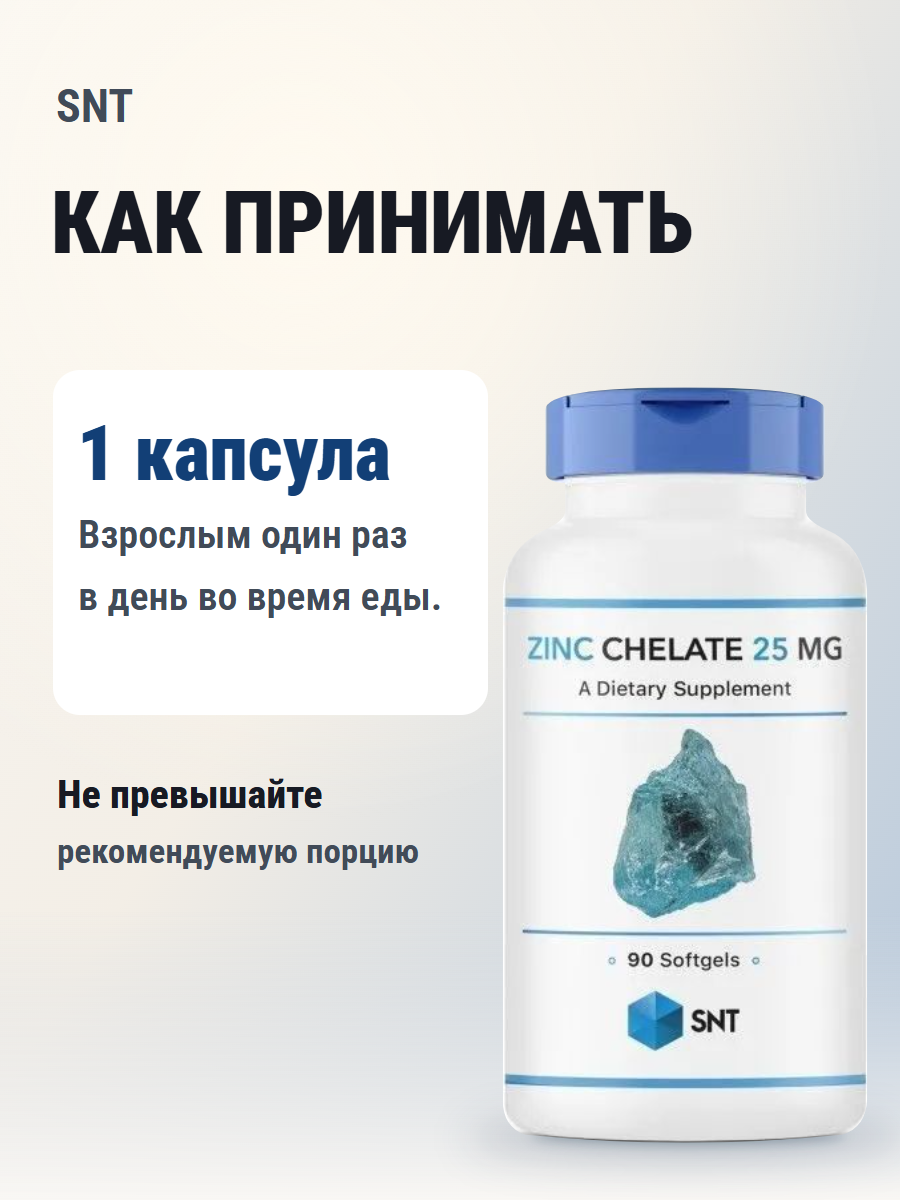 SNT
КАК ПРИНИМАТЬ
1 капсула
Взрослым один раз
в день во время еды.
Не превышайте
рекомендуемую порцию
ZINC CHELATE 25 MG
A Dietary Supplement
90 Softgels
SNT